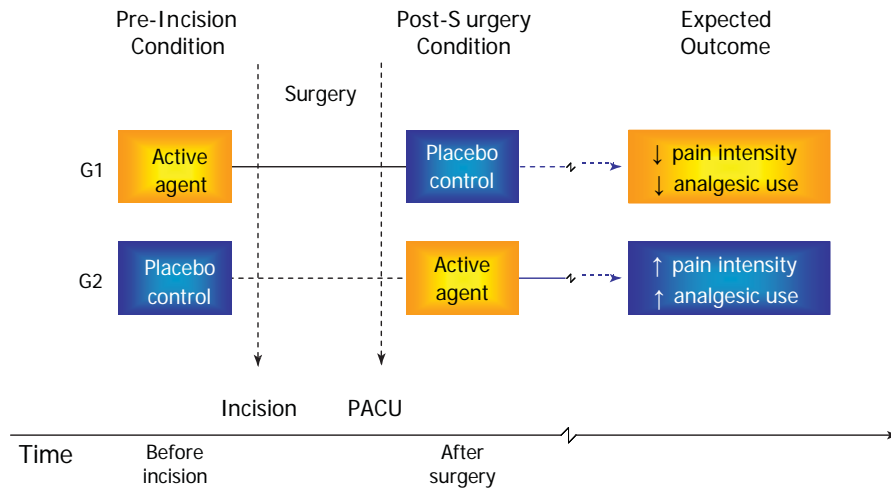 Pre-Incision
Condition
Post-S urgery
Condition
Expected
Outcome
Surgery
G1
Active
agent
Placebo
control
↓ pain intensity
↓ analgesic use
G2
Placebo
control
Active
agent
↑ pain intensity
↑ analgesic use
Incision
PACU
Time
Before
incision
After
surgery